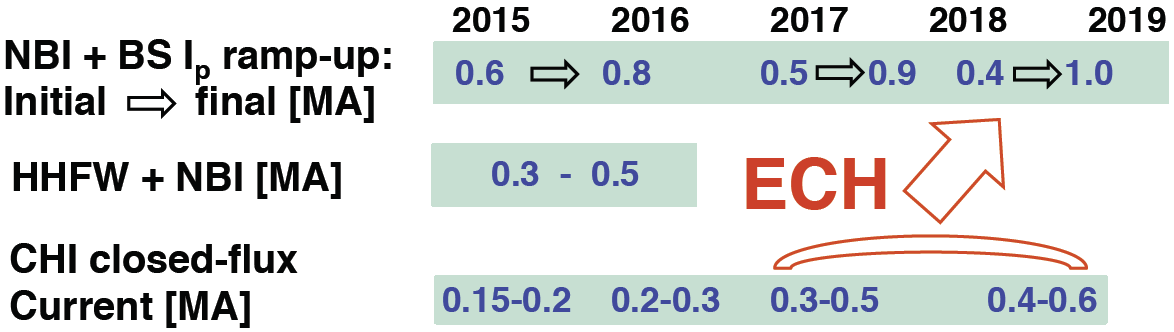 2015 2016 2017 2018 2019
NBI + BS Ip ramp-up: 0.6 ⇨ 0.8 0.5 ⇨ 0.9 0.4 ⇨ 1.0
Initial ⇨ final [MA]
HHFW + NBI [MA] 0.3 - 0.5
ECH
CHI closed-flux
Current [MA] 0.15-0.2 0.2-0.3 0.3-0.5 0.4-0.6